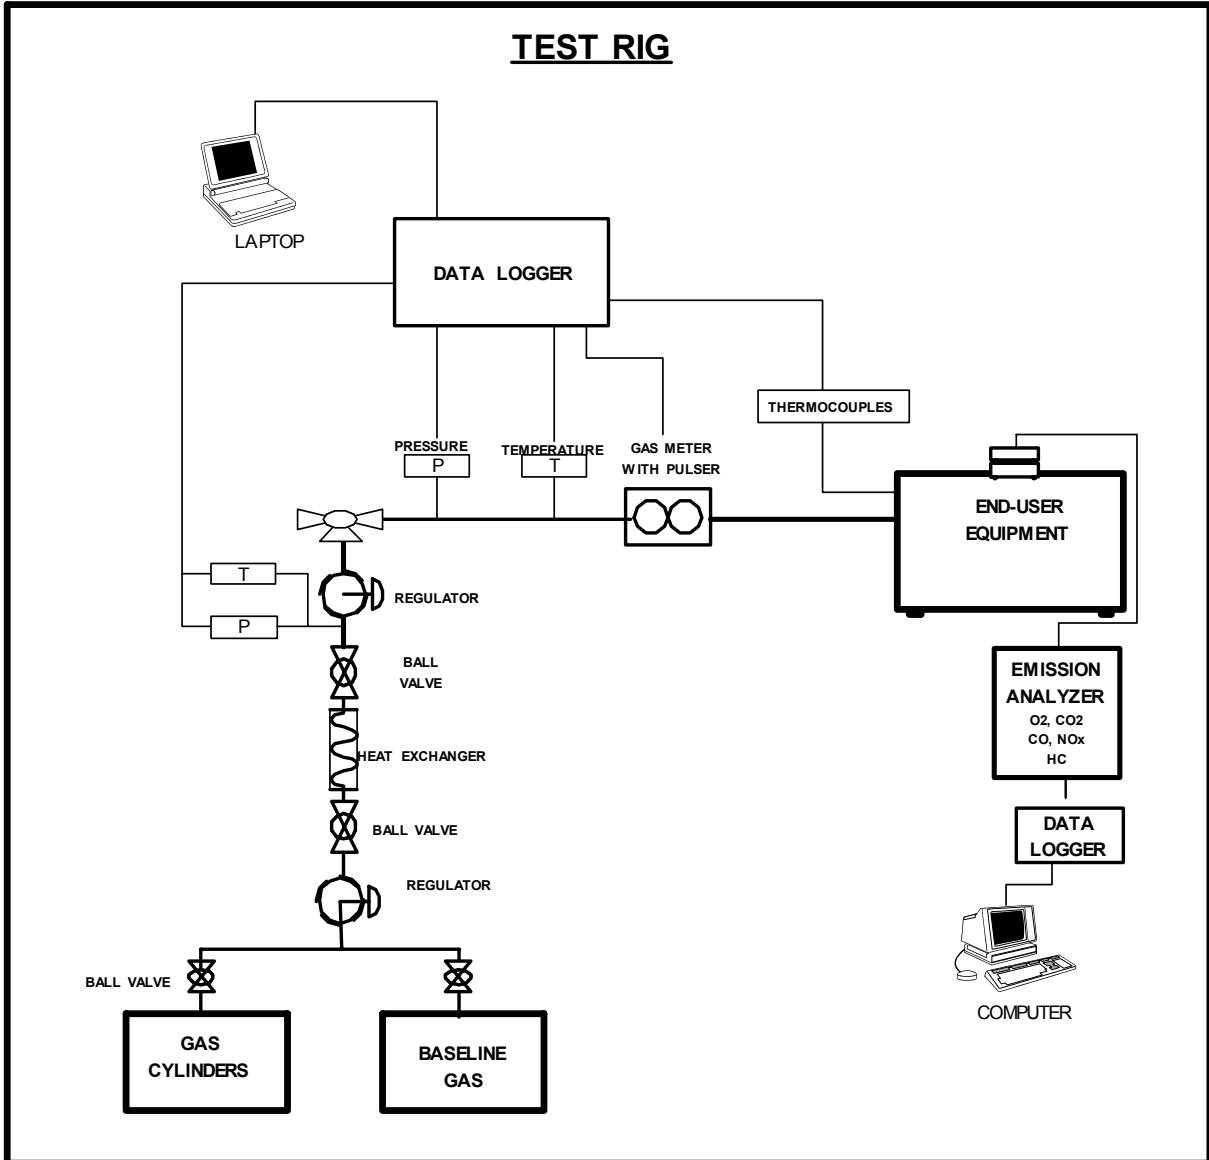 TEST RIG
LAPTOP
DATA LOGGER
THERMOCOUPLES
PRESSURE
P
TEMPERATURE
T
GAS METER
WITH PULSER
END-USER
EQUIPMENT
T
P
REGULATOR
BALL
VALVE
HEAT EXCHANGER
BALL VALVE
REGULATOR
EMISSION
ANALYZER
O2, CO2
CO, NOx
HC
DATA
LOGGER
COMPUTER
BALL VALVE
GAS
CYLINDERS
BASELINE
GAS